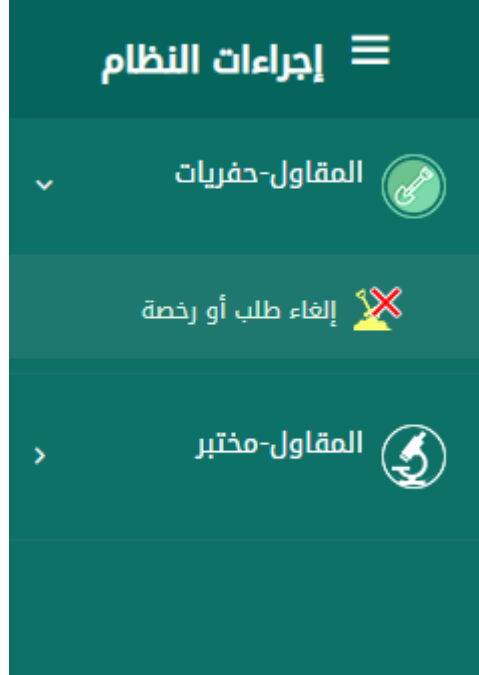 إجراءات النظام
المقاول-حفريات
إلغاء طلب أو رخصة
المقاول-مختبر